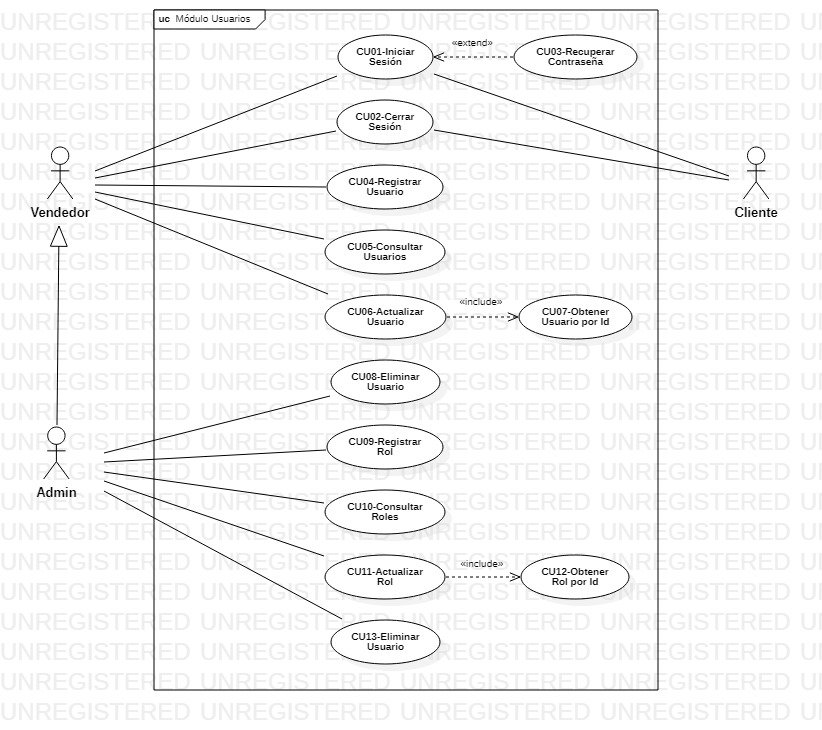 uc Módulo Usuarios
CU01-Iniciar
Sesión
«extend»
CU03-Recuperar
Contraseña
CU02-Cerrar
Sesión
Vendedor
Cliente
CU04-Registrar
Usuario
CU05-Consultar
Usuarios
CU06-Actualizar
Usuario
«include»
CU07-Obtener
Usuario por Id
CU08-Eliminar
Usuario
CU09-Registrar
Rol
Admin
CU10-Consultar
Roles
CU11-Actualizar
Rol
«include»
CU12-Obtener
Rol por Id
CU13-Eliminar
Usuario
UNREGISTERED UNREGISTERED UNREGISTERED UNREGISTERED UI